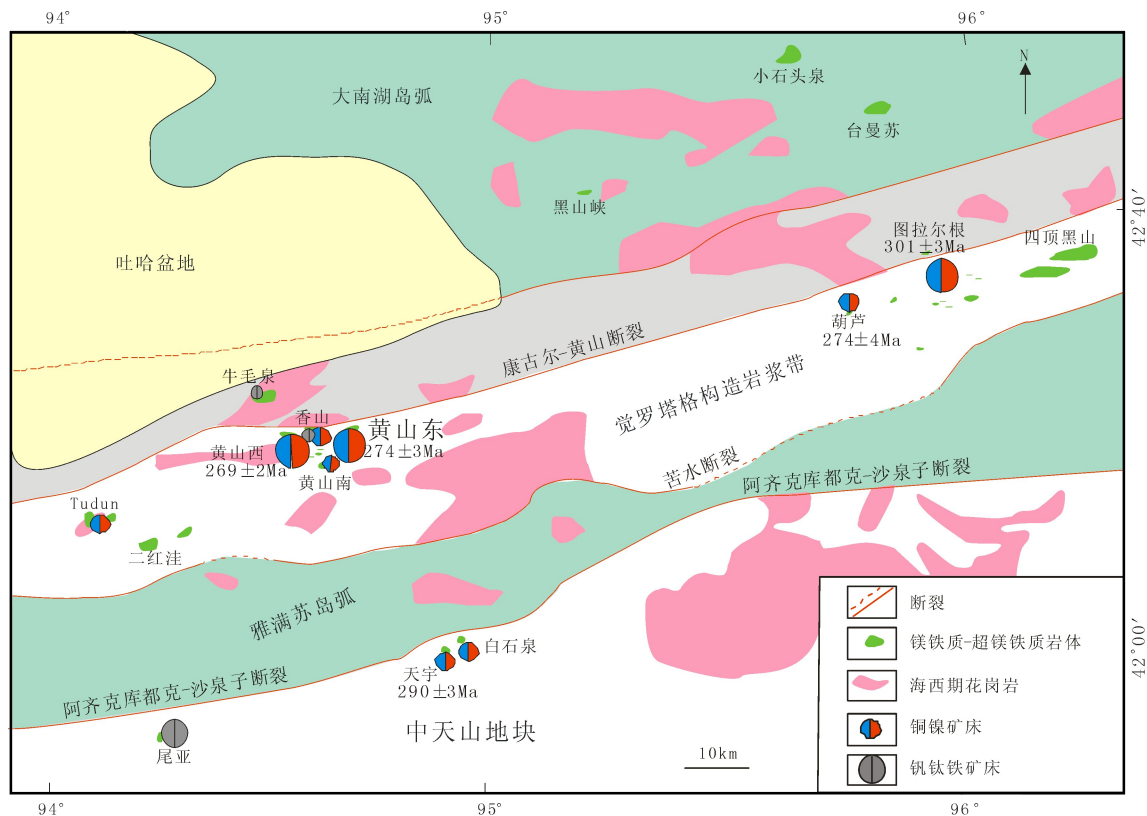 94°
95°
96°
小石头泉
N
大南湖岛弧
台曼苏
黑山峡
42°40′
图拉尔根
301±3Ma
四顶黑山
吐哈盆地
葫芦
274±4Ma
康古尔-黄山断裂
牛毛泉
觉罗塔格构造岩浆带
香山
黄山东
274±3Ma
黄山西
269±2Ma
黄山南
苦水断裂
阿齐克库都克-沙泉子断裂
Tudun
二红洼
雅满苏岛弧
断裂
镁铁质-超镁铁质岩体
42°00′
白石泉
天宇
290±3Ma
海西期花岗岩
阿齐克库都克-沙泉子断裂
中天山地块
铜镍矿床
尾亚
10km
钒钛铁矿床
94°
95°
96°